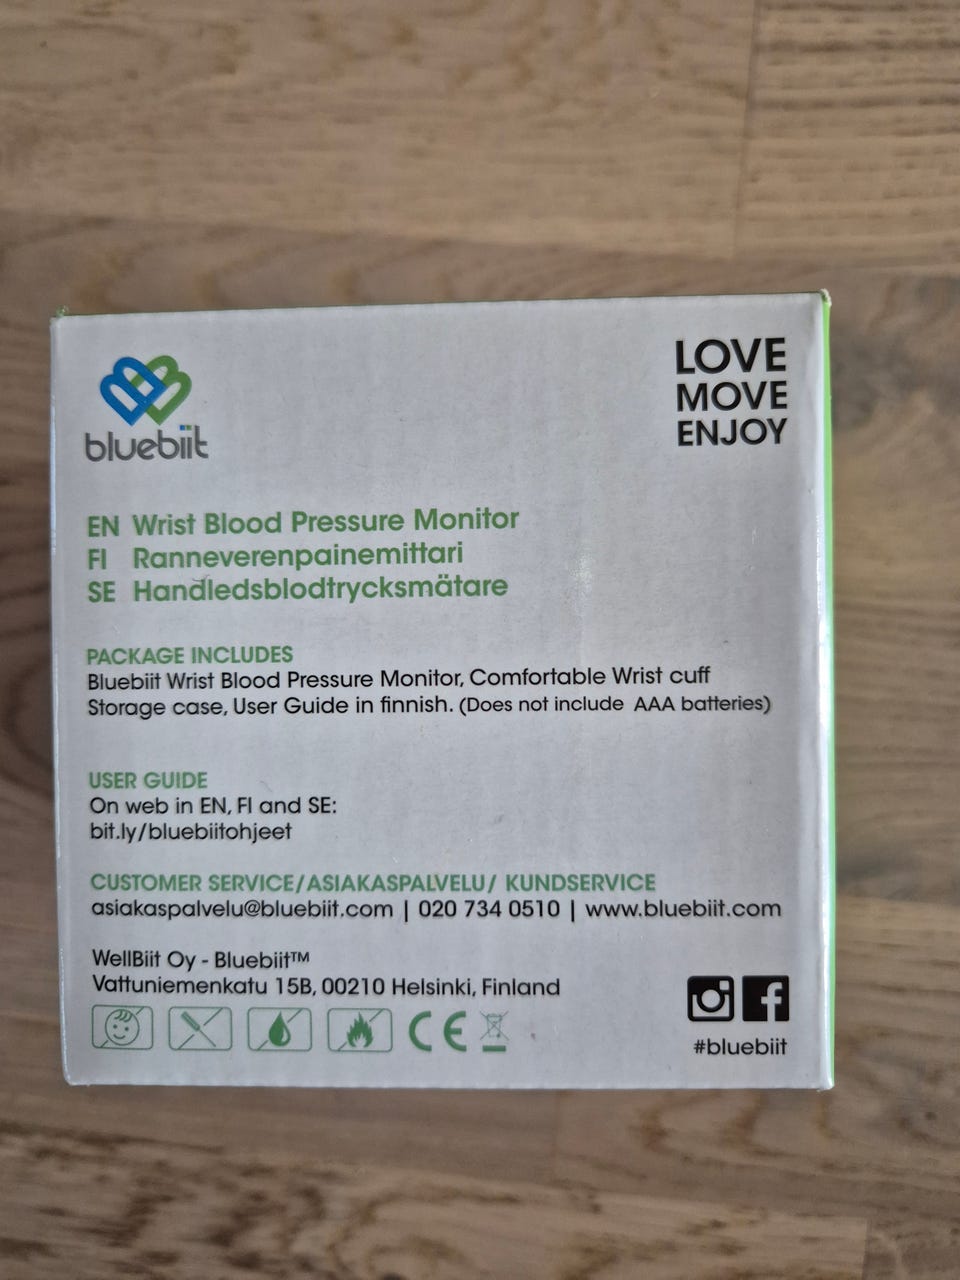 bluebiit
LOVE
MOVE
ENJOY
EN Wrist Blood Pressure Monitor
FI Ranneverenpainemittari
SE Handledsblodtrycksmätare
PACKAGE INCLUDES
Bluebiit Wrist Blood Pressure Monitor, Comfortable Wrist cuff
Storage case, User Guide in finnish. (Does not include AAA batteries)
USER GUIDE
On web in EN, FI and SE:
bit.ly/bluebiitohjeet
CUSTOMER SERVICE/ASIAKASPALVELU/ KUNDSERVICE
asiakaspalvelu@bluebiit.com | 020 734 0510 | www.bluebiit.com
WellBiit Oy - Bluebiit™
Vattuniemenkatu 15B, 00210 Helsinki, Finland
CE
#bluebiit